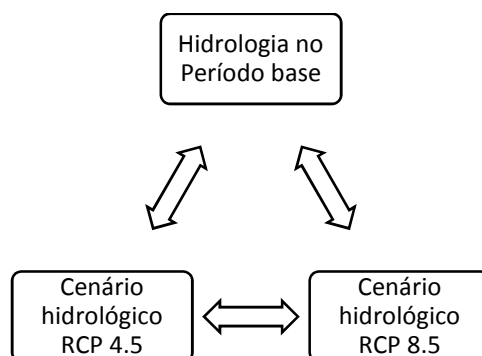 Hidrologia no
Período base
Cenário
hidrológico
RCP 4.5
Cenário
hidrológico
RCP 8.5